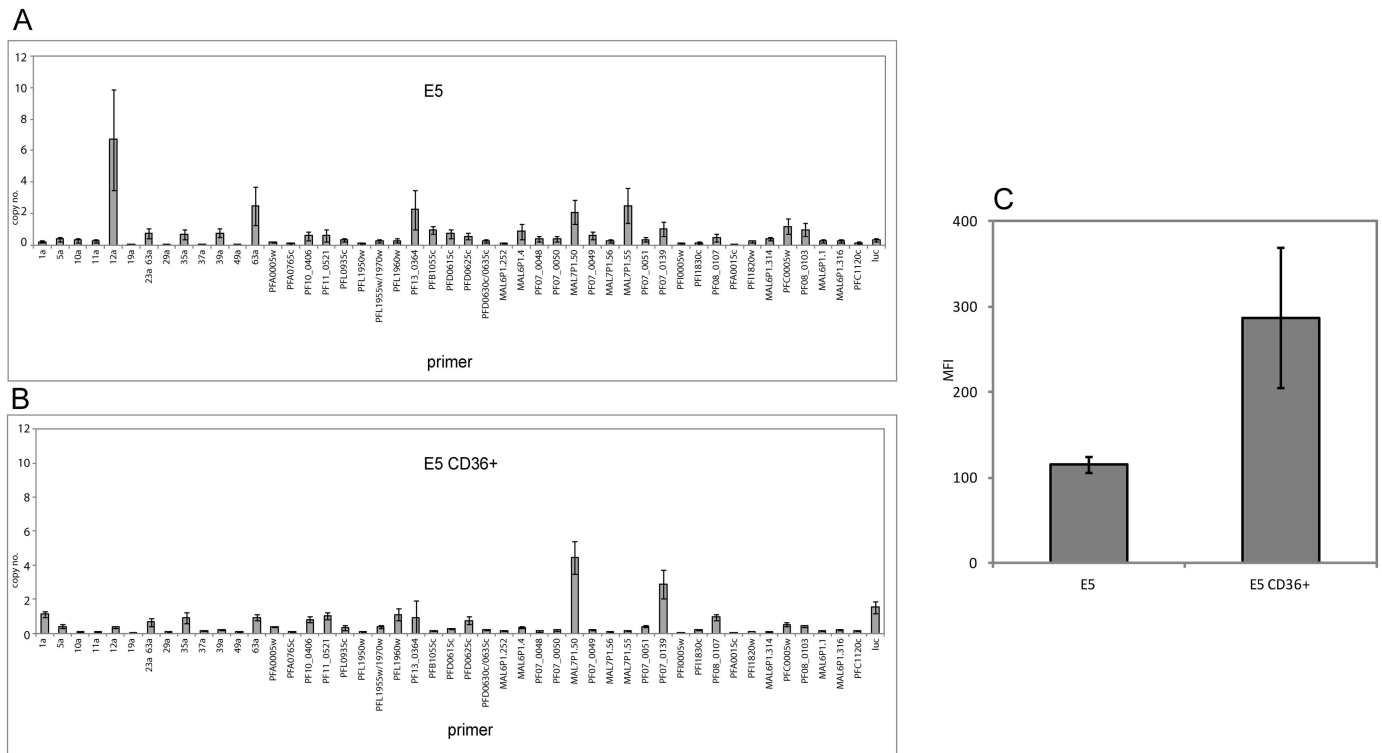 A
12
10
8
6
4
2
0
copy no.
E5
1a
5a
10a
11a
12a
19a
23a 63a
29a
35a
37a
39a
49a
63a
PFA0005w
PFA0765c
PF10_0406
PF11_0521
PFL0935c
PFL1950w
PFL1955w/1970w
PFL1960w
PF13_0364
PFB1055c
PFD0615c
PFD0625c
PFD0630c/0635c
MAL6P1.252
MAL6P1.4
PF07_0048
PF07_0050
MAL7P1.50
PF07_0049
MAL7P1.56
MAL7P1.55
PF07_0051
PF07_0139
PFI0005w
PFI1830c
PF08_0107
PFA0015c
PFI1820w
MAL6P1.314
PFC0005w
PF08_0103
MAL6P1.1
MAL6P1.316
PFC1120c
luc
primer
B
12
10
8
6
4
2
0
copy no.
E5 CD36+
1a
5a
10a
11a
12a
19a
23a 63a
29a
35a
37a
39a
49a
63a
PFA0005w
PFA0765c
PF10_0406
PF11_0521
PFL0935c
PFL1950w
PFL1955w/1970w
PFL1960w
PF13_0364
PFB1055c
PFD0615c
PFD0625c
PFD0630c/0635c
MAL6P1.252
MAL6P1.4
PF07_0048
PF07_0050
MAL7P1.50
PF07_0049
MAL7P1.56
MAL7P1.55
PF07_0051
PF07_0139
PFI0005w
PFI1830c
PF08_0107
PFA0015c
PFI1820w
MAL6P1.314
PFC0005w
PF08_0103
MAL6P1.1
MAL6P1.316
PFC1120c
luc
primer
C
400
300
200
100
0
MFI
E5
E5 CD36+